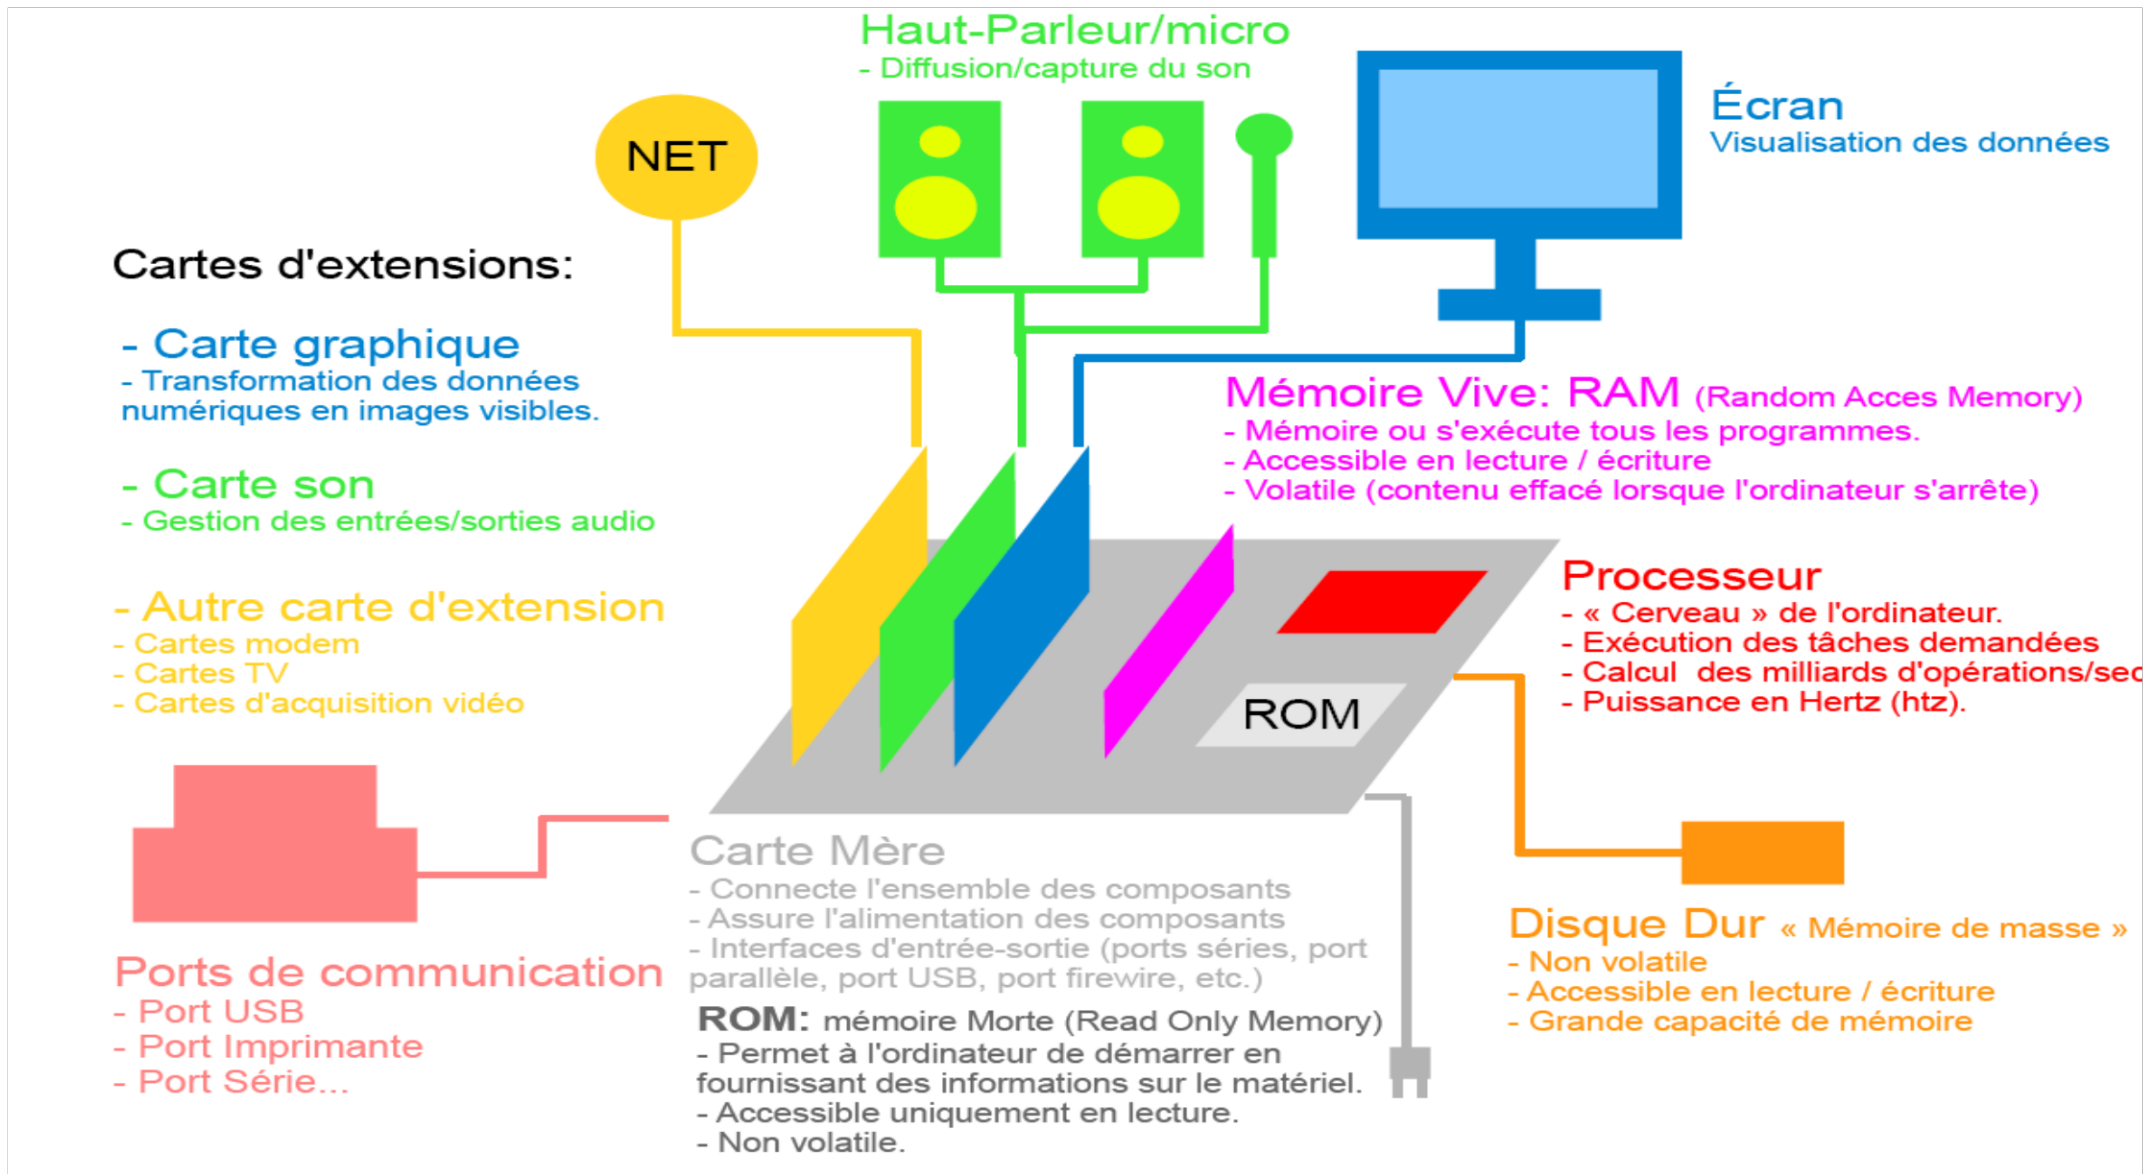 Haut-Parleur/micro
- Diffusion/capture du son
NET
Écran
Visualisation des données
Cartes d'extensions:
- Carte graphique
- Transformation des données
numériques en images visibles.
- Carte son
- Gestion des entrées/sorties audio
- Autre carte d'extension
- Cartes modem
- Cartes TV
- Cartes d'acquisition vidéo
Mémoire Vive: RAM (Random Acces Memory)
- Mémoire ou s'exécute tous les programmes.
- Accessible en lecture / écriture
- Volatile (contenu effacé lorsque l'ordinateur s'arrête)
Processeur
- « Cerveau » de l'ordinateur.
- Exécution des tâches demandées
- Calcul des milliards d'opérations/sec
- Puissance en Hertz (htz).
ROM
Ports de communication
- Port USB
- Port Imprimante
- Port Série...
Carte Mère
- Connecte l'ensemble des composants
- Assure l'alimentation des composants
- Interfaces d'entrée-sortie (ports séries, port
parallèle, port USB, port firewire, etc.)
ROM: mémoire Morte (Read Only Memory)
- Permet à l'ordinateur de démarrer en
fournissant des informations sur le matériel.
- Accessible uniquement en lecture.
- Non volatile.
Disque Dur « Mémoire de masse »
- Non volatile
- Accessible en lecture / écriture
- Grande capacité de mémoire